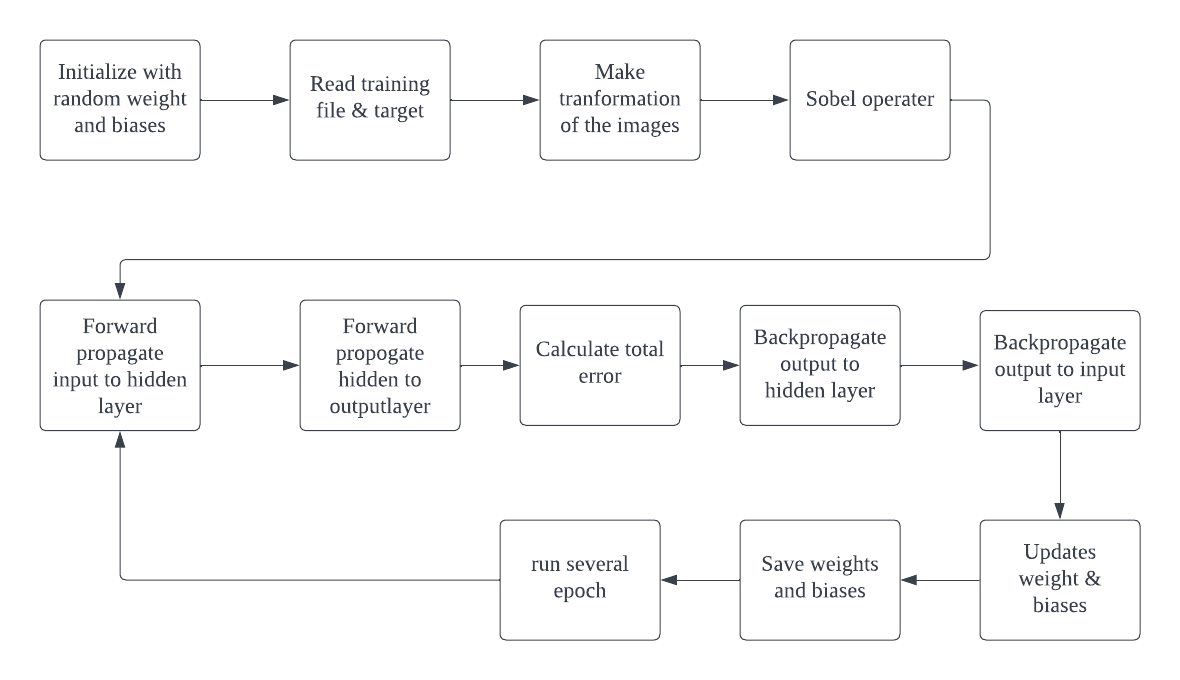 Initialize with
random weight
and biases
Read training
file & target
Make
tranformation
of the images
Sobel operater
Forward
propagate
input to hidden
layer
Forward
propogate
hidden to
outputlayer
Calculate total
error
Backpropagate
output to
hidden layer
Backpropagate
output to input
layer
Updates
weight &
biases
Save weights
and biases
run several
epoch